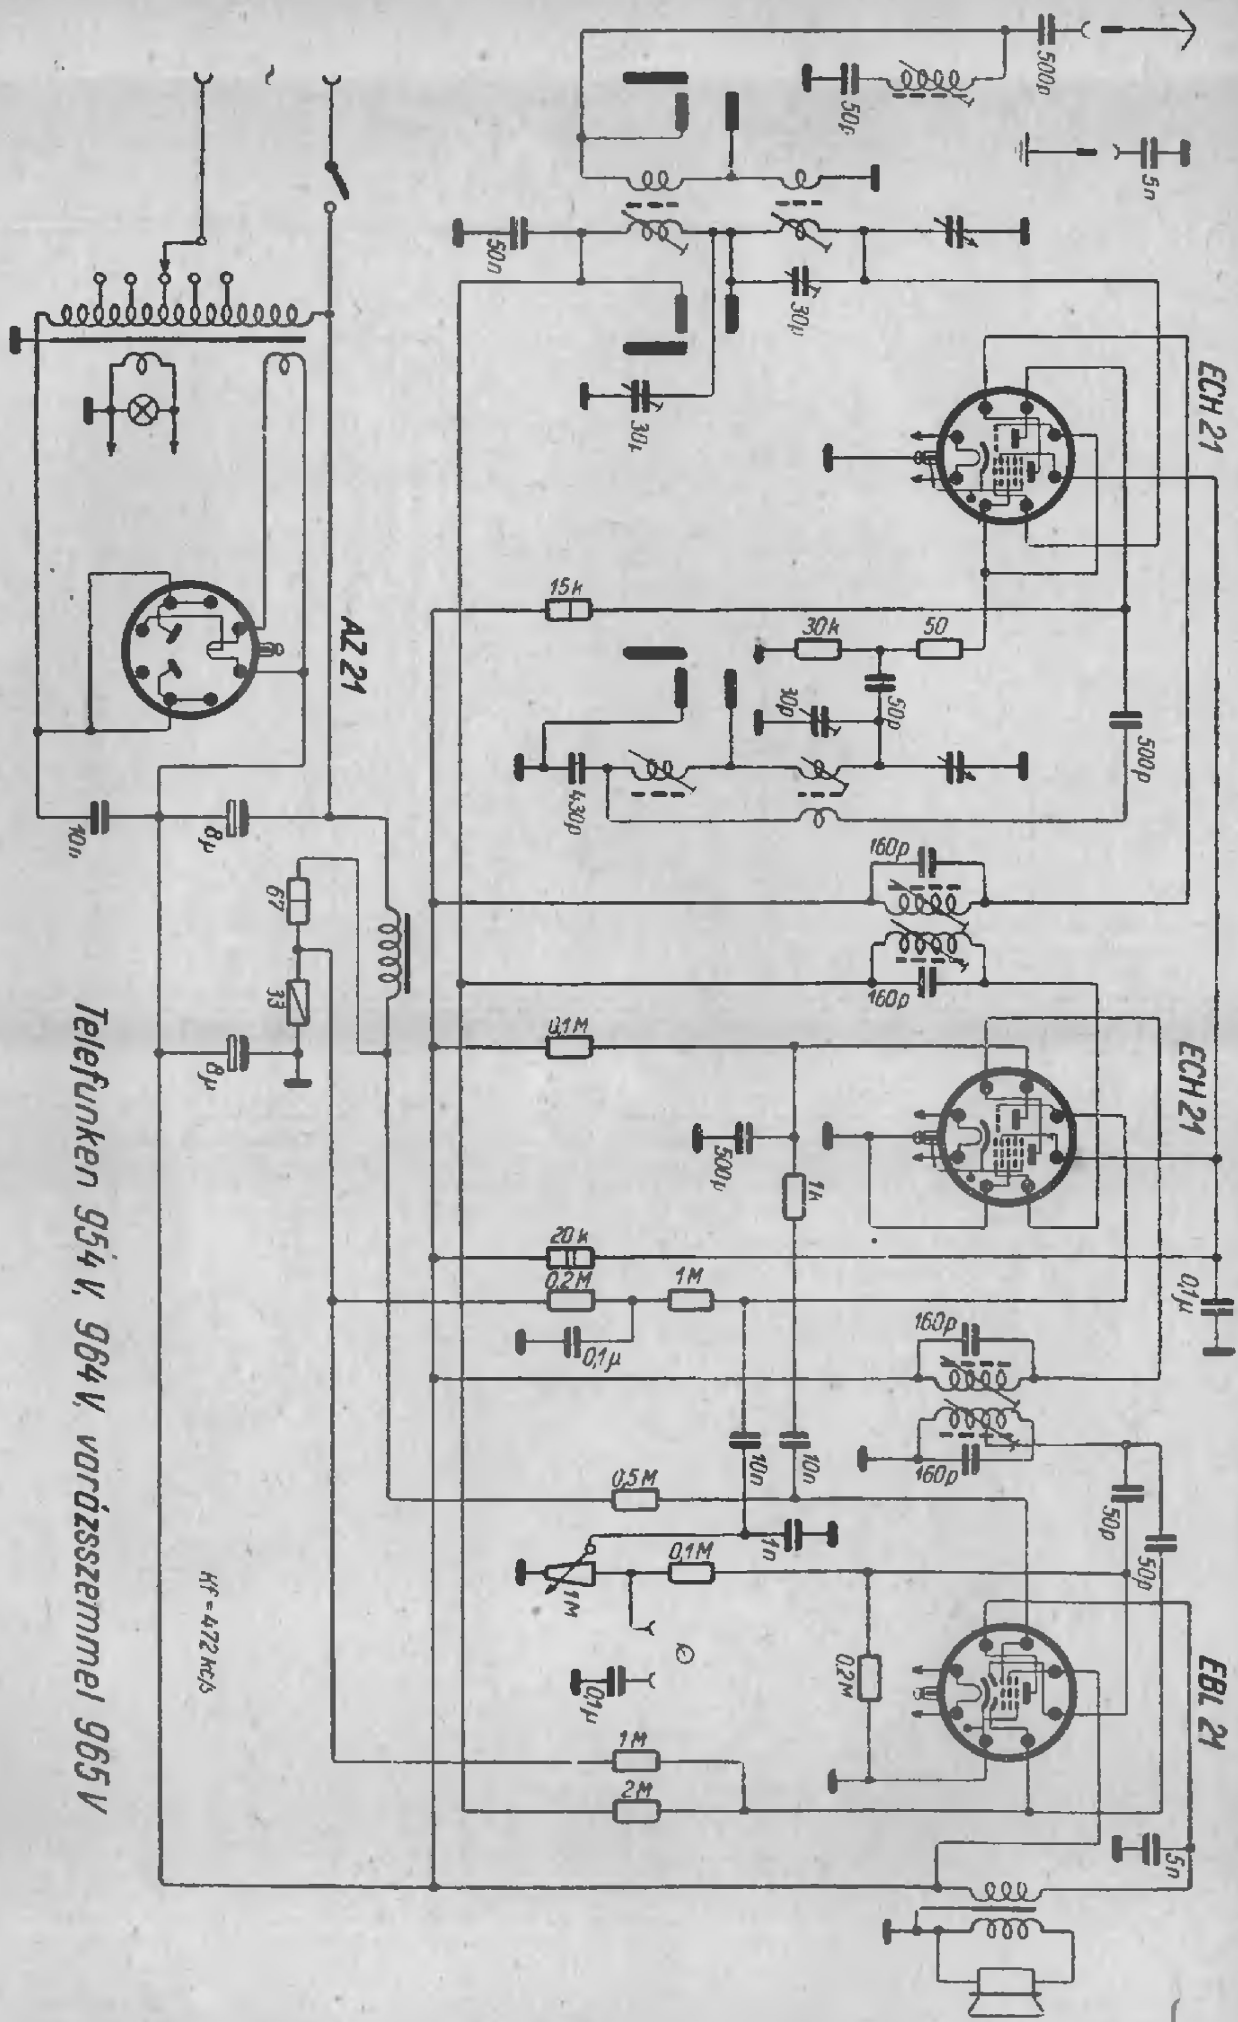 500p
50p
5n
50n
30p
30p
ECH 21
15k
30k
50
50p
30p
500p
430p
AZ 21
10n
8μ
67
33
8μ
160p
160p
ECH 21
0,1M
500p
1k
20k
0,2M
1M
0,1μ
0,1μ
160p
160p
10n
10n
0,5M
1n
0,1M
1M
50p
50p
0,2M
0,1μ
1M
2M
EBL 21
5n
Telefunken 954 V, 964 V, varázsszemmel 965 V
Kf = 472 kc/s